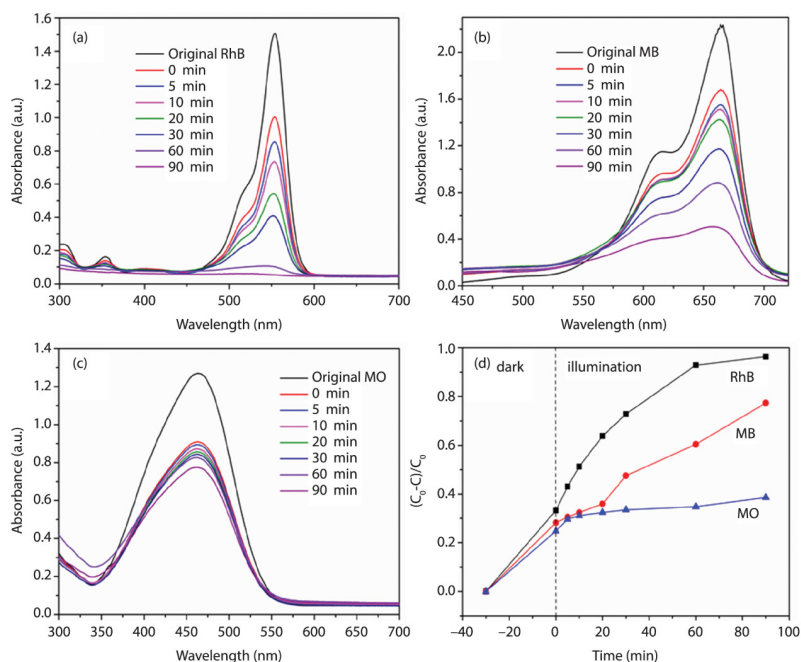 (a)
Original RhB
0 min
5 min
10 min
20 min
30 min
60 min
90 min
1.6
1.4
1.2
1.0
0.8
0.6
0.4
0.2
0.0
Absorbance (a.u.)
300 400 500 600 700
Wavelength (nm)
(b)
Original MB
0 min
5 min
10 min
20 min
30 min
60 min
90 min
2.0
1.6
1.2
0.8
0.4
0.0
Absorbance (a.u.)
450 500 550 600 650 700
Wavelength (nm)
(c)
Original MO
0 min
5 min
10 min
20 min
30 min
60 min
90 min
1.4
1.2
1.0
0.8
0.6
0.4
0.2
0.0
Absorbance (a.u.)
300 350 400 450 500 550 600 650 700
Wavelength (nm)
(d)
dark
illumination
RhB
MB
MO
1.0
0.8
0.6
0.4
0.2
0.0
(C₀-C)/C₀
−40 −20 0 20 40 60 80 100
Time (min)